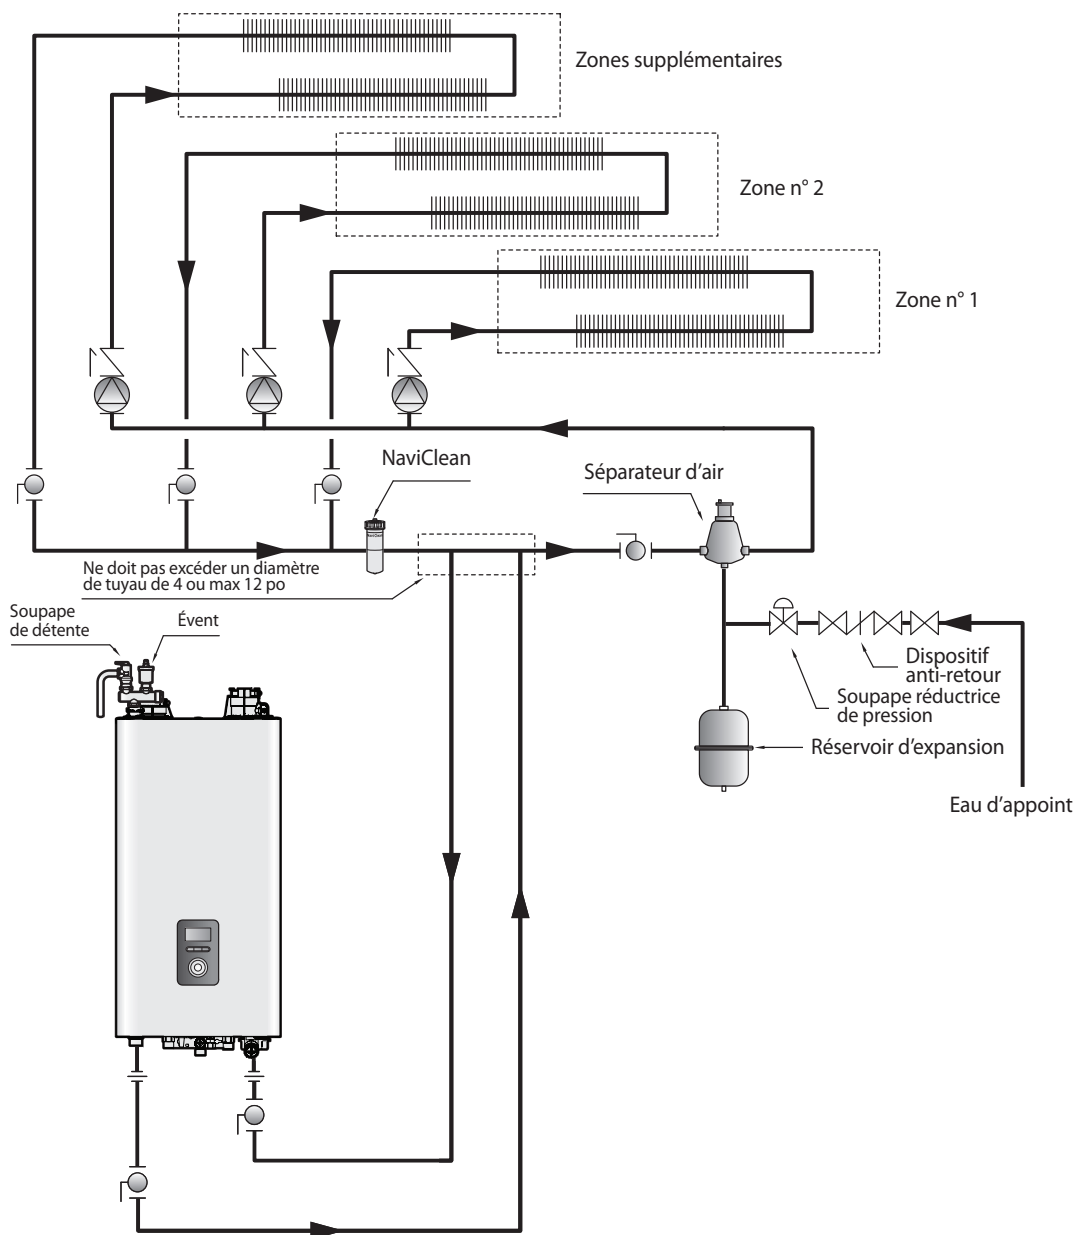 Zones supplémentaires
Zone n° 2
Zone n° 1
NaviClean
Séparateur d'air
Ne doit pas excéder un diamètre
de tuyau de 4 ou max 12 po
Soupape
de détente
Évent
Dispositif
anti-retour
Soupape réductrice
de pression
Réservoir d'expansion
Eau d'appoint